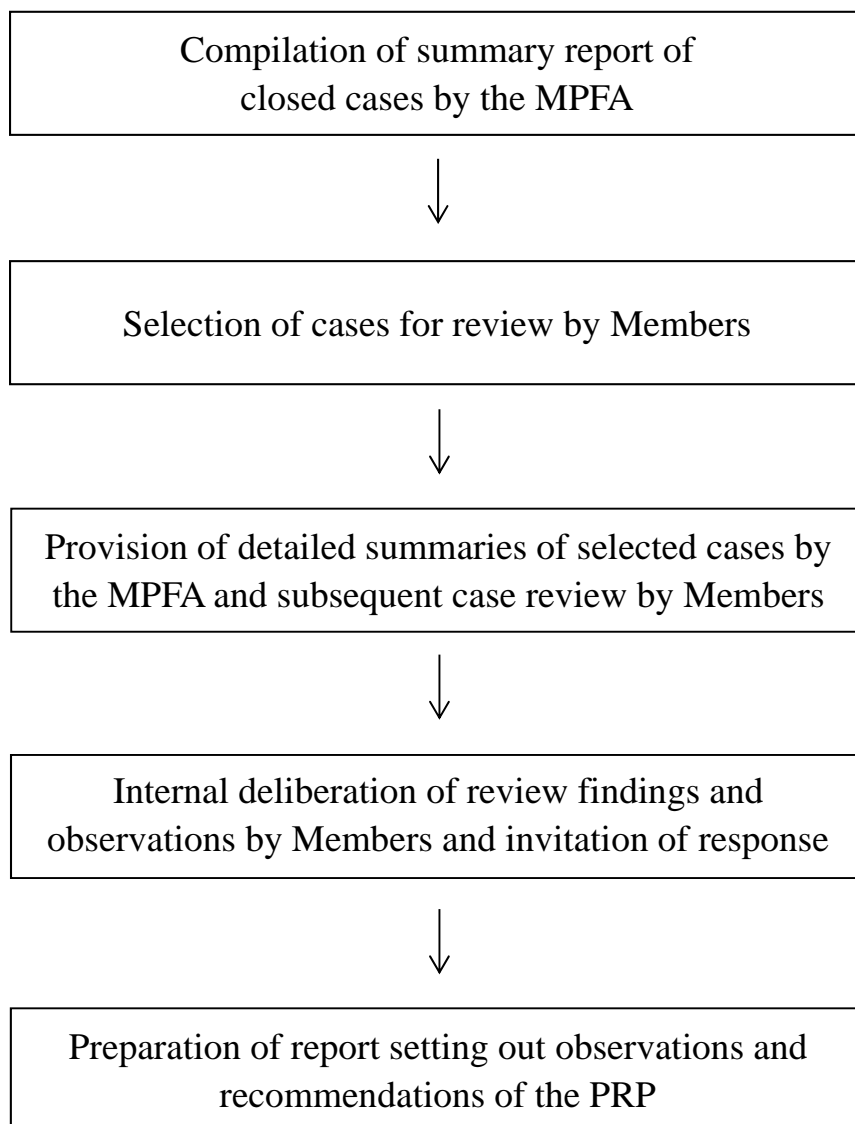 Compilation of summary report of
closed cases by the MPFA
Selection of cases for review by Members
Provision of detailed summaries of selected cases by
the MPFA and subsequent case review by Members
Internal deliberation of review findings and
observations by Members and invitation of response
Preparation of report setting out observations and
recommendations of the PRP